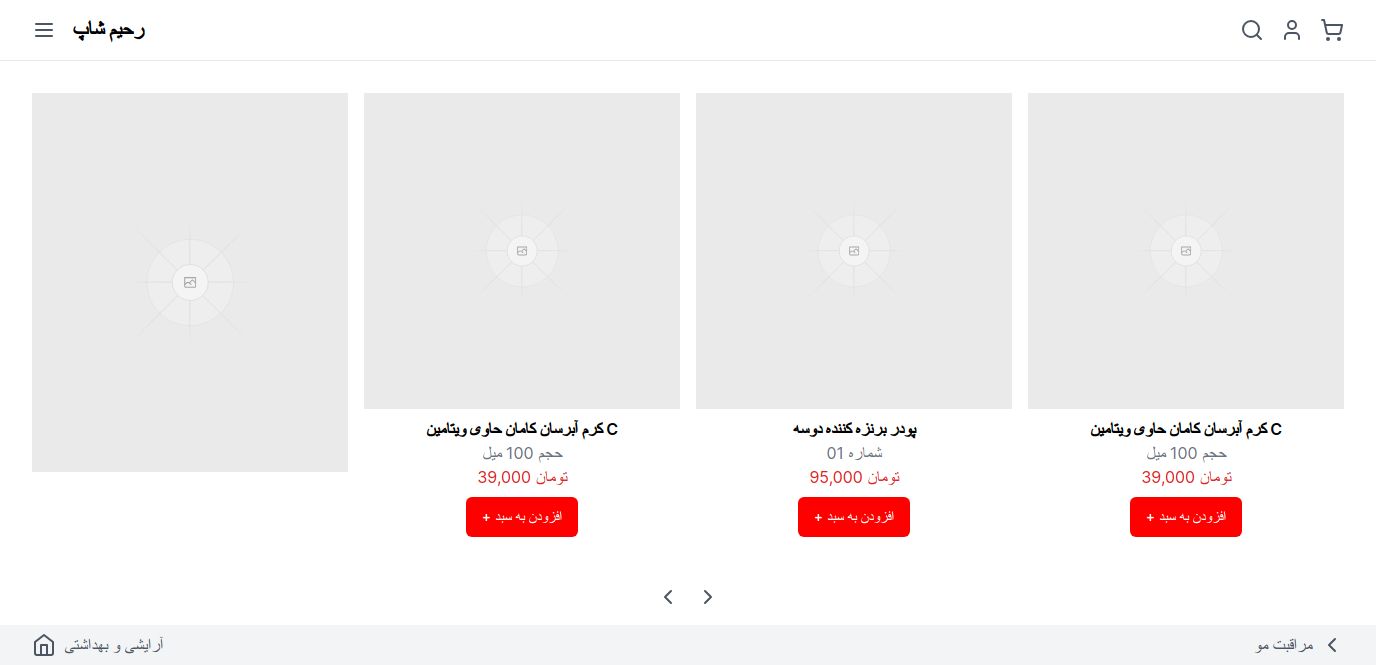 رحیم شاپ
کرم آبرسان کامان حاوی ویتامین C
حجم 100 میل
39,000 تومان
+ افزودن به سبد
پودر برنزه کننده دوسه
شماره 01
95,000 تومان
+ افزودن به سبد
کرم آبرسان کامان حاوی ویتامین C
حجم 100 میل
39,000 تومان
+ افزودن به سبد
آرایشی و بهداشتی
مراقبت مو